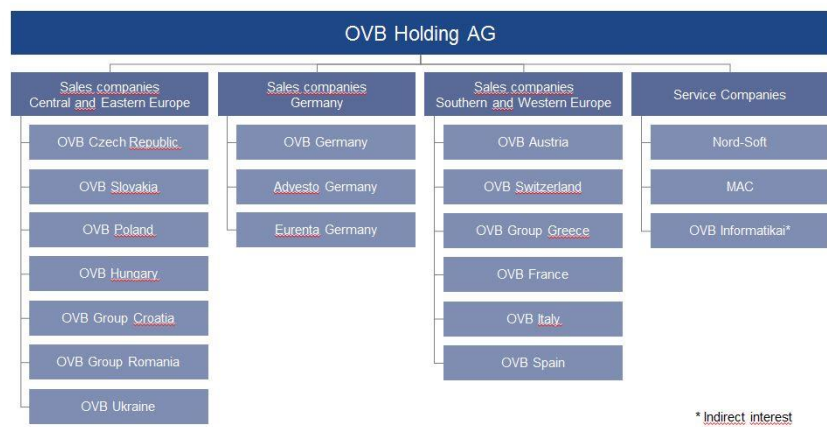 OVB Holding AG
Sales companies
Central and Eastern Europe
OVB Czech Republic
OVB Slovakia
OVB Poland
OVB Hungary
OVB Group Croatia
OVB Group Romania
OVB Ukraine
Sales companies
Germany
OVB Germany
Advesto Germany
Eurenta Germany
Sales companies
Southern and Western Europe
OVB Austria
OVB Switzerland
OVB Group Greece
OVB France
OVB Italy
OVB Spain
Service Companies
Nord-Soft
MAC
OVB Informatikai*
* Indirect interest